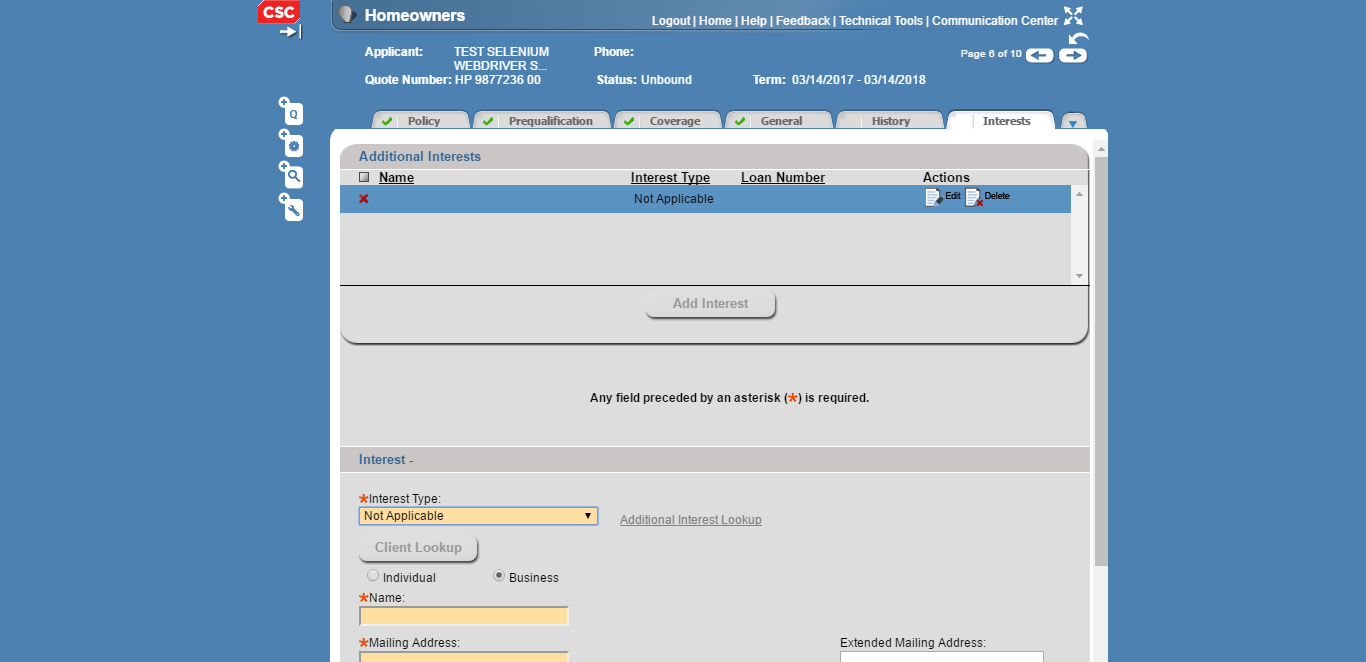 CSC
Homeowners
Logout | Home | Help | Feedback | Technical Tools | Communication Center
Applicant: TEST SELENIUM WEBDRIVER S... Phone:
Page 6 of 10
Quote Number: HP 9877236 00 Status: Unbound Term: 03/14/2017 - 03/14/2018
Q
Policy Prequalification Coverage General History Interests
Additional Interests
Name Interest Type Loan Number Actions
Not Applicable Edit Delete
Add Interest
Any field preceded by an asterisk (*) is required.
Interest -
*Interest Type:
Not Applicable Additional Interest Lookup
Client Lookup
Individual Business
*Name:
*Mailing Address: Extended Mailing Address: